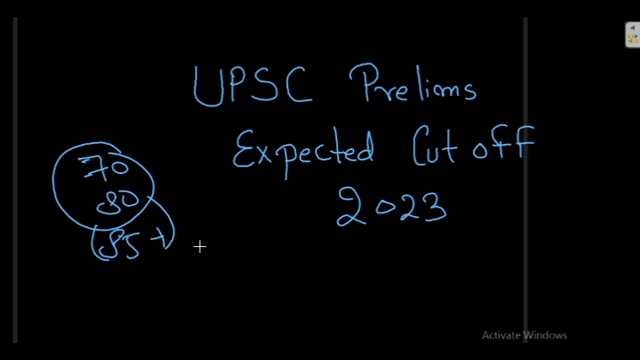 UPSC Prelims
Expected Cut off
2023
70
80
(85+)
Activate Windows